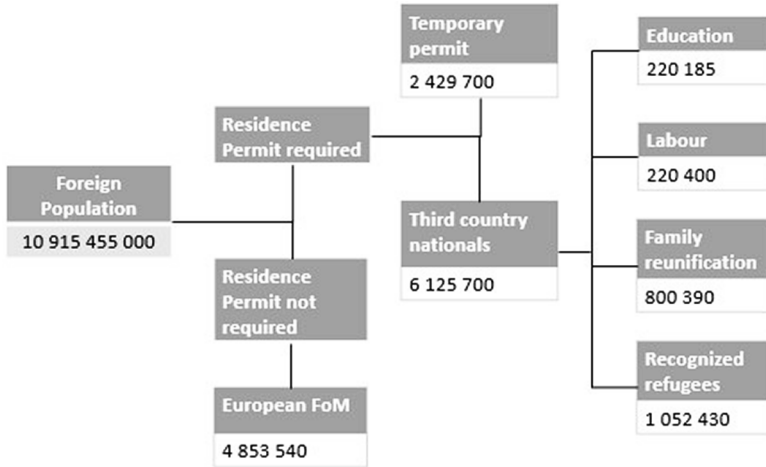 Foreign
Population
10 915 455 000
Residence
Permit required
Residence
Permit not
required
European FoM
4 853 540
Temporary
permit
2 429 700
Third country
nationals
6 125 700
Education
220 185
Labour
220 400
Family
reunification
800 390
Recognized
refugees
1 052 430